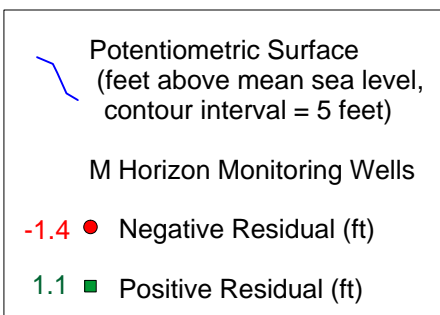 Potentiometric Surface
(feet above mean sea level,
contour interval = 5 feet)
M Horizon Monitoring Wells
-1.4 Negative Residual (ft)
1.1 Positive Residual (ft)